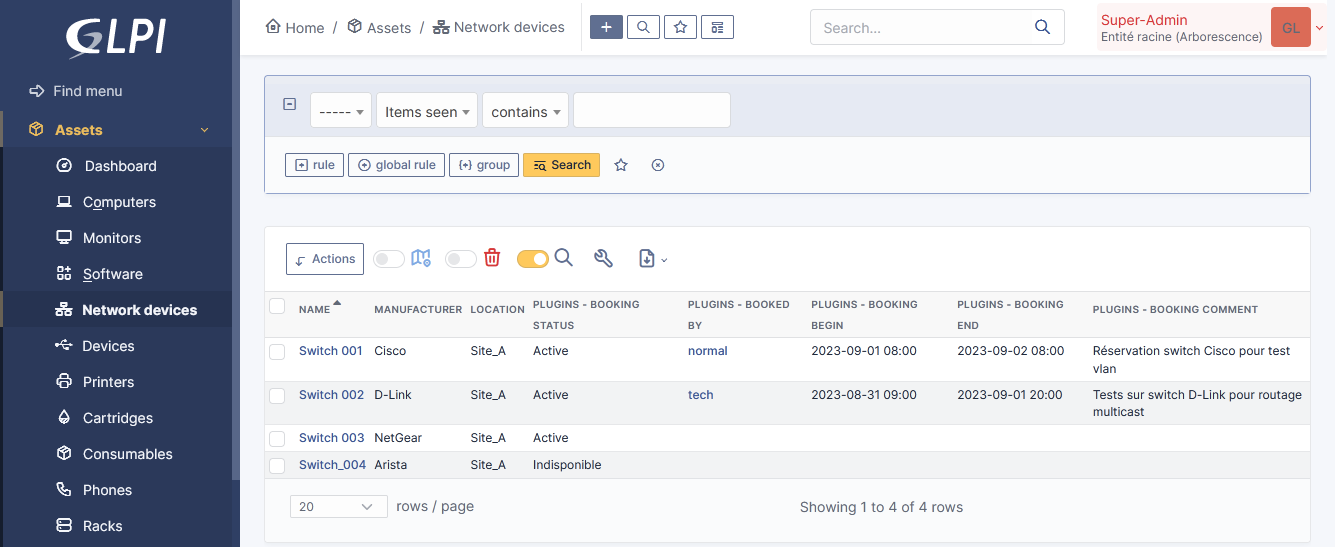 GLPI
Find menu
Assets
Dashboard
Computers
Monitors
Software
Network devices
Devices
Printers
Cartridges
Consumables
Phones
Racks
Home / Assets / Network devices
Search...
Super-Admin
Entité racine (Arborescence)
GL
----- Items seen contains
rule global rule {+} group Search
Actions
NAME MANUFACTURER LOCATION PLUGINS - BOOKING STATUS PLUGINS - BOOKED BY PLUGINS - BOOKING BEGIN PLUGINS - BOOKING END PLUGINS - BOOKING COMMENT
Switch 001 Cisco Site_A Active normal 2023-09-01 08:00 2023-09-02 08:00 Réservation switch Cisco pour test
vlan
Switch 002 D-Link Site_A Active tech 2023-08-31 09:00 2023-09-01 20:00 Tests sur switch D-Link pour routage
multicast
Switch 003 NetGear Site_A Active
Switch_004 Arista Site_A Indisponible
20 rows / page Showing 1 to 4 of 4 rows